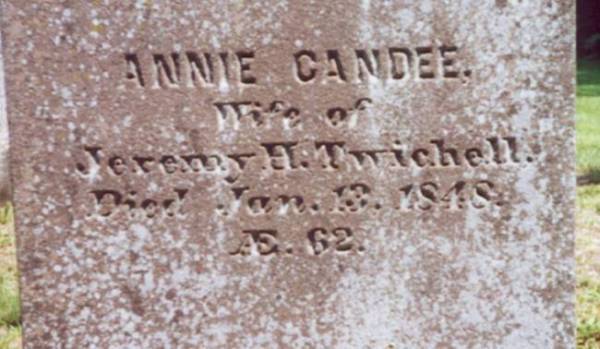 ANNIE CANDEE,
Wife of
Jeremy H. Twichell.
Died Jan. 13. 1848.
Æ. 62.